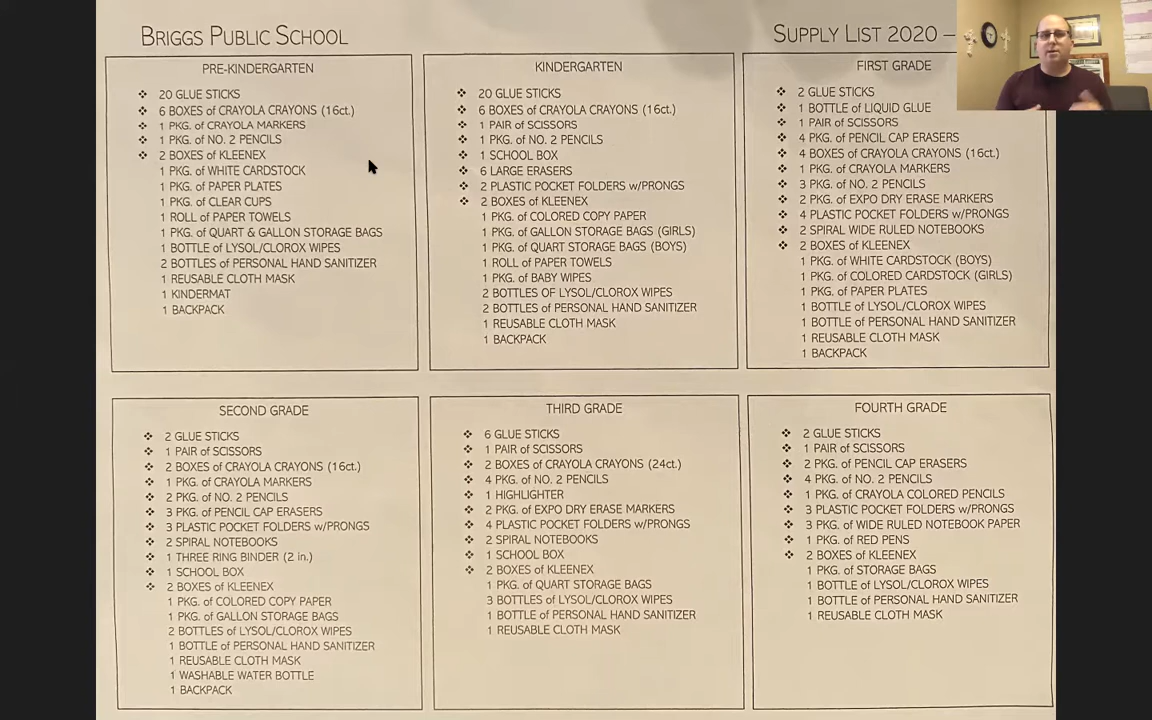 BRIGGS PUBLIC SCHOOL
SUPPLY LIST 2020 –
PRE-KINDERGARTEN
❖ 20 GLUE STICKS
❖ 6 BOXES of CRAYOLA CRAYONS (16ct.)
❖ 1 PKG. of CRAYOLA MARKERS
❖ 1 PKG. of NO. 2 PENCILS
❖ 2 BOXES of KLEENEX
1 PKG. of WHITE CARDSTOCK
1 PKG. of PAPER PLATES
1 PKG. of CLEAR CUPS
1 ROLL of PAPER TOWELS
1 PKG. of QUART & GALLON STORAGE BAGS
1 BOTTLE of LYSOL/CLOROX WIPES
2 BOTTLES of PERSONAL HAND SANITIZER
1 REUSABLE CLOTH MASK
1 KINDERMAT
1 BACKPACK
KINDERGARTEN
❖ 20 GLUE STICKS
❖ 6 BOXES of CRAYOLA CRAYONS (16ct.)
❖ 1 PAIR of SCISSORS
❖ 1 PKG. of NO. 2 PENCILS
❖ 1 SCHOOL BOX
❖ 6 LARGE ERASERS
❖ 2 PLASTIC POCKET FOLDERS w/PRONGS
❖ 2 BOXES of KLEENEX
1 PKG. of COLORED COPY PAPER
1 PKG. of GALLON STORAGE BAGS (GIRLS)
1 PKG. of QUART STORAGE BAGS (BOYS)
1 ROLL of PAPER TOWELS
1 PKG. of BABY WIPES
2 BOTTLES OF LYSOL/CLOROX WIPES
2 BOTTLES of PERSONAL HAND SANITIZER
1 REUSABLE CLOTH MASK
1 BACKPACK
FIRST GRADE
❖ 2 GLUE STICKS
❖ 1 BOTTLE of LIQUID GLUE
❖ 1 PAIR of SCISSORS
❖ 4 PKG. of PENCIL CAP ERASERS
❖ 4 BOXES of CRAYOLA CRAYONS (16ct.)
❖ 1 PKG. of CRAYOLA MARKERS
❖ 3 PKG. of NO. 2 PENCILS
❖ 2 PKG. of EXPO DRY ERASE MARKERS
❖ 4 PLASTIC POCKET FOLDERS w/PRONGS
❖ 2 SPIRAL WIDE RULED NOTEBOOKS
❖ 2 BOXES of KLEENEX
1 PKG. of WHITE CARDSTOCK (BOYS)
1 PKG. of COLORED CARDSTOCK (GIRLS)
1 PKG. of PAPER PLATES
1 BOTTLE of LYSOL/CLOROX WIPES
1 BOTTLE of PERSONAL HAND SANITIZER
1 REUSABLE CLOTH MASK
1 BACKPACK
SECOND GRADE
❖ 2 GLUE STICKS
❖ 1 PAIR of SCISSORS
❖ 2 BOXES of CRAYOLA CRAYONS (16ct.)
❖ 1 PKG. of CRAYOLA MARKERS
❖ 2 PKG. of NO. 2 PENCILS
❖ 3 PKG. of PENCIL CAP ERASERS
❖ 3 PLASTIC POCKET FOLDERS w/PRONGS
❖ 2 SPIRAL NOTEBOOKS
❖ 1 THREE RING BINDER (2 in.)
❖ 1 SCHOOL BOX
❖ 2 BOXES of KLEENEX
1 PKG. of COLORED COPY PAPER
1 PKG. of GALLON STORAGE BAGS
2 BOTTLES of LYSOL/CLOROX WIPES
1 BOTTLE of PERSONAL HAND SANITIZER
1 REUSABLE CLOTH MASK
1 WASHABLE WATER BOTTLE
1 BACKPACK
THIRD GRADE
❖ 6 GLUE STICKS
❖ 1 PAIR of SCISSORS
❖ 2 BOXES of CRAYOLA CRAYONS (24ct.)
❖ 4 PKG. of NO. 2 PENCILS
❖ 1 HIGHLIGHTER
❖ 2 PKG. of EXPO DRY ERASE MARKERS
❖ 4 PLASTIC POCKET FOLDERS w/PRONGS
❖ 2 SPIRAL NOTEBOOKS
❖ 1 SCHOOL BOX
❖ 2 BOXES of KLEENEX
1 PKG. of QUART STORAGE BAGS
3 BOTTLES of LYSOL/CLOROX WIPES
1 BOTTLE of PERSONAL HAND SANITIZER
1 REUSABLE CLOTH MASK
FOURTH GRADE
❖ 2 GLUE STICKS
❖ 1 PAIR of SCISSORS
❖ 2 PKG. of PENCIL CAP ERASERS
❖ 4 PKG. of NO. 2 PENCILS
❖ 1 PKG. of CRAYOLA COLORED PENCILS
❖ 3 PLASTIC POCKET FOLDERS w/PRONGS
❖ 3 PKG. of WIDE RULED NOTEBOOK PAPER
❖ 1 PKG. of RED PENS
❖ 2 BOXES of KLEENEX
1 PKG. of STORAGE BAGS
1 BOTTLE of LYSOL/CLOROX WIPES
1 BOTTLE of PERSONAL HAND SANITIZER
1 REUSABLE CLOTH MASK